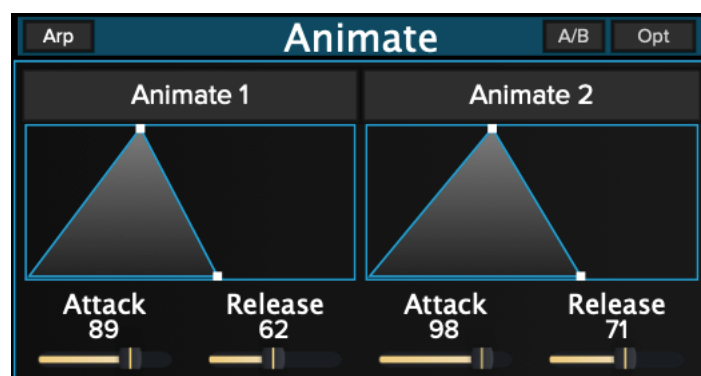 Arp Animate A/B Opt
Animate 1 Animate 2
Attack Release Attack Release
89 62 98 71